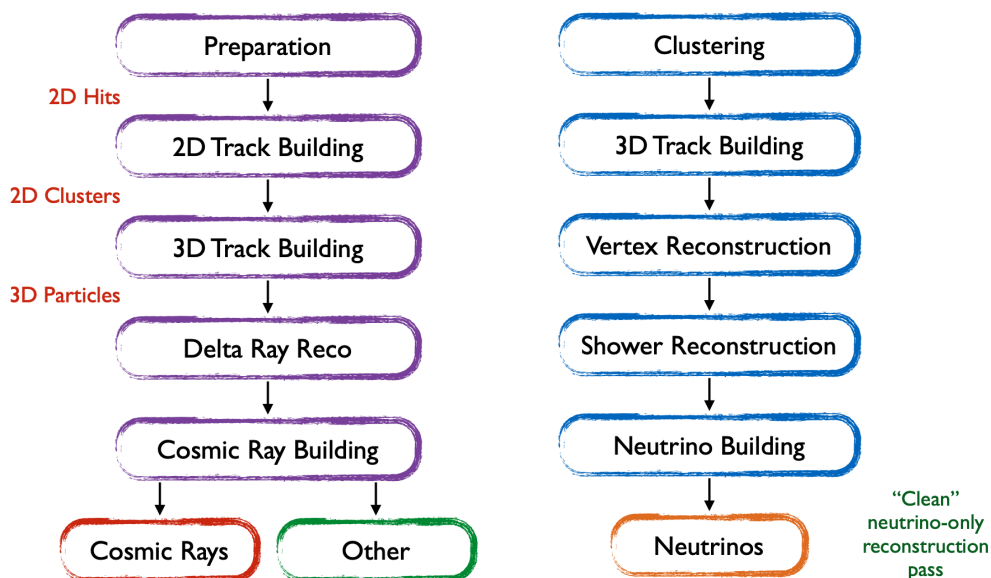 Preparation
2D Hits
2D Track Building
2D Clusters
3D Track Building
3D Particles
Delta Ray Reco
Cosmic Ray Building
Cosmic Rays
Other
Clustering
3D Track Building
Vertex Reconstruction
Shower Reconstruction
Neutrino Building
Neutrinos
“Clean”
neutrino-only
reconstruction
pass